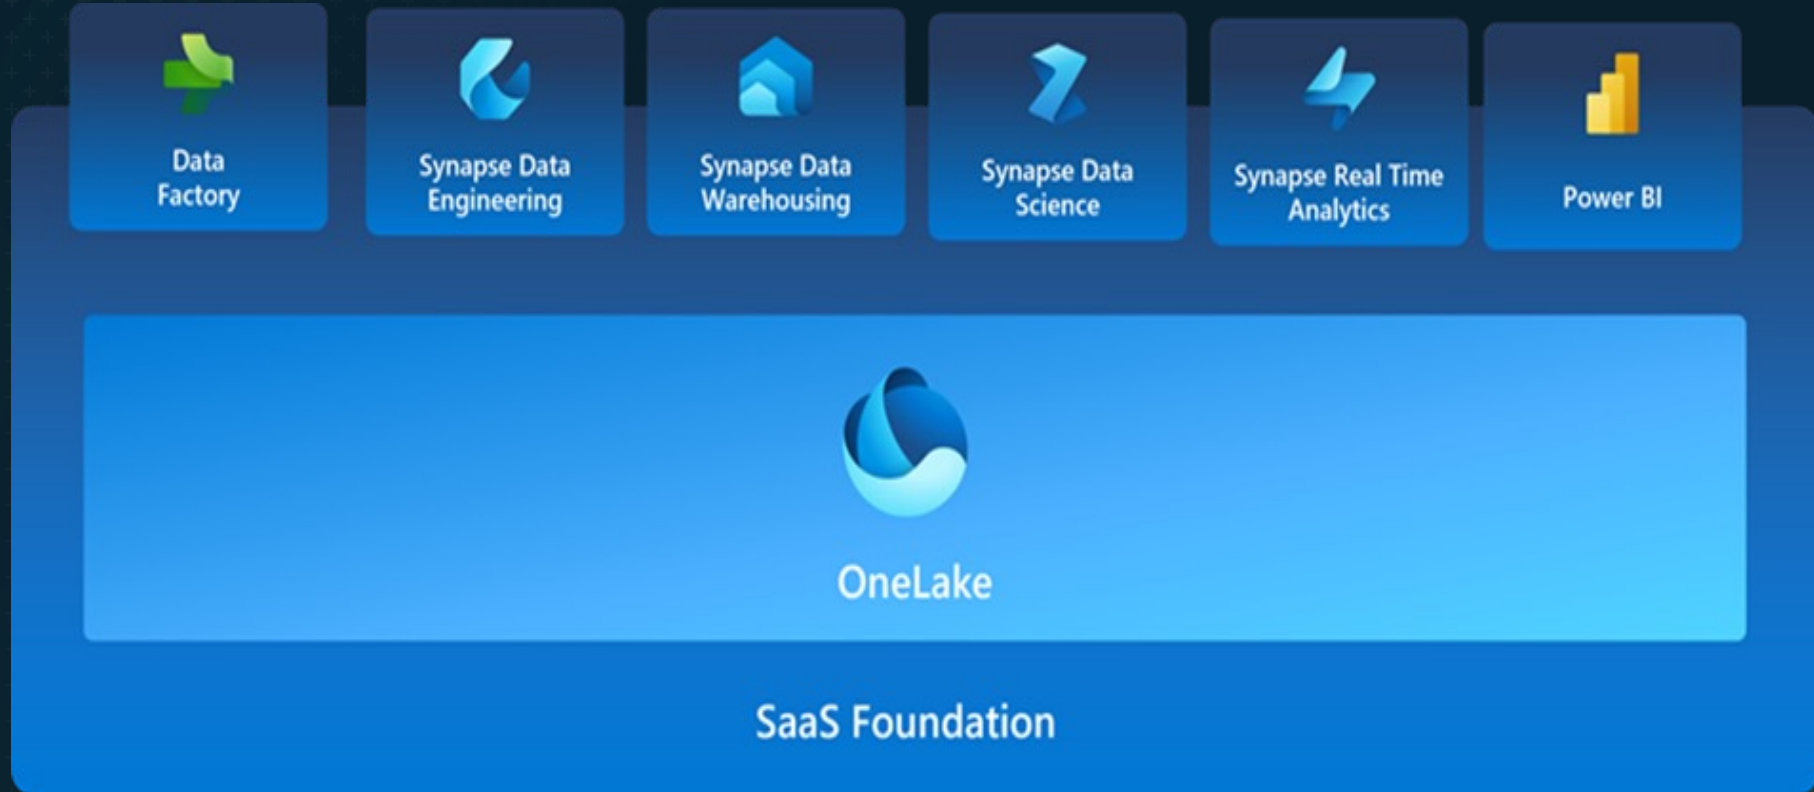 Data
Factory
Synapse Data
Engineering
Synapse Data
Warehousing
Synapse Data
Science
Synapse Real Time
Analytics
Power BI
OneLake
SaaS Foundation